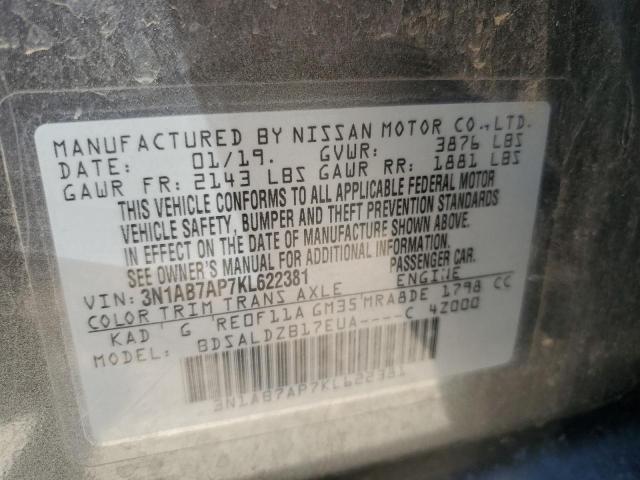 MANUFACTURED BY NISSAN MOTOR CO.,LTD.
DATE: 01/19. GVWR: 3876 LBS
GAWR FR: 2143 LBS GAWR RR: 1881 LBS
THIS VEHICLE CONFORMS TO ALL APPLICABLE FEDERAL MOTOR
VEHICLE SAFETY, BUMPER AND THEFT PREVENTION STANDARDS
IN EFFECT ON THE DATE OF MANUFACTURE SHOWN ABOVE.
SEE OWNER'S MANUAL FOR ADDITIONAL INFORMATION.
VIN: 3N1AB7AP7KL622381 PASSENGER CAR.
COLOR TRIM TRANS AXLE ENGINE
KAD G RE0F11A GM35 MRA8DE 1798 CC
MODEL: BDSALDZB17EUA----C 4Z000
3N1AB7AP7KL622381